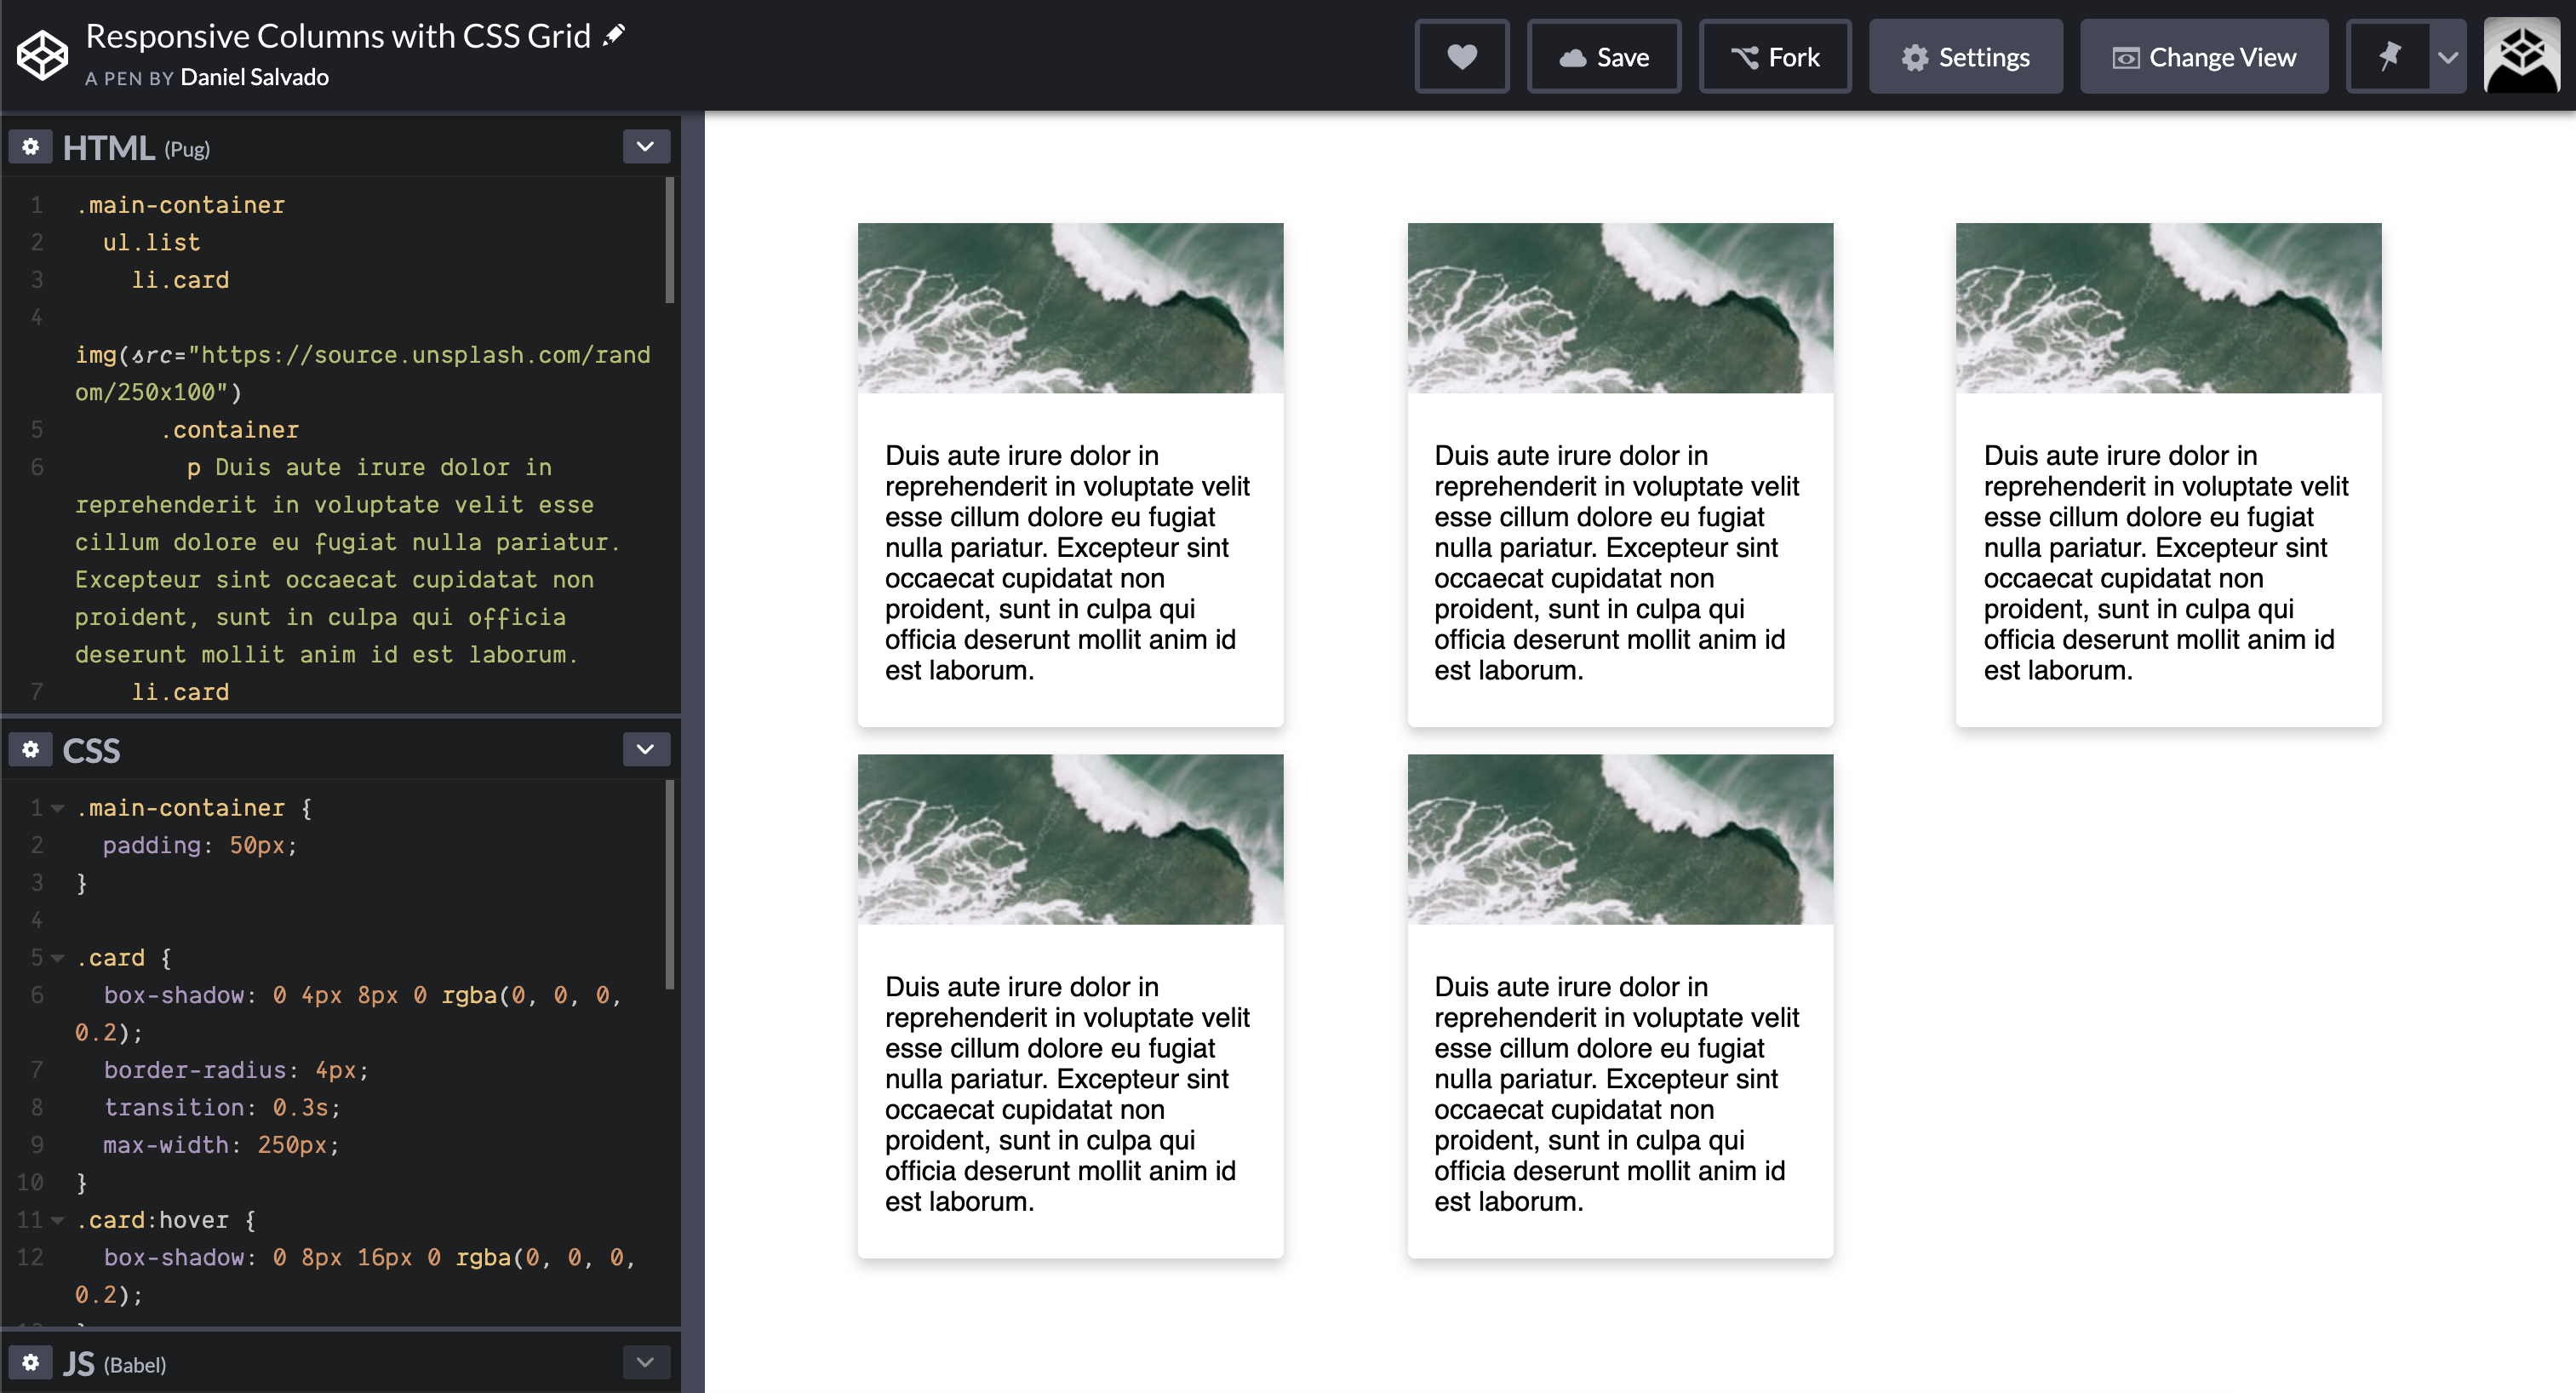 Responsive Columns with CSS Grid
A PEN BY Daniel Salvado
Save
Fork
Settings
Change View
HTML (Pug)
1 .main-container
2 ul.list
3 li.card
4
img(src="https://source.unsplash.com/rand
om/250x100")
5 .container
6 p Duis aute irure dolor in
reprehenderit in voluptate velit esse
cillum dolore eu fugiat nulla pariatur.
Excepteur sint occaecat cupidatat non
proident, sunt in culpa qui officia
deserunt mollit anim id est laborum.
7 li.card
CSS
1 .main-container {
2 padding: 50px;
3 }
4
5 .card {
6 box-shadow: 0 4px 8px 0 rgba(0, 0, 0,
0.2);
7 border-radius: 4px;
8 transition: 0.3s;
9 max-width: 250px;
10 }
11 .card:hover {
12 box-shadow: 0 8px 16px 0 rgba(0, 0, 0,
0.2);
JS (Babel)
Duis aute irure dolor in
reprehenderit in voluptate velit
esse cillum dolore eu fugiat
nulla pariatur. Excepteur sint
occaecat cupidatat non
proident, sunt in culpa qui
officia deserunt mollit anim id
est laborum.
Duis aute irure dolor in
reprehenderit in voluptate velit
esse cillum dolore eu fugiat
nulla pariatur. Excepteur sint
occaecat cupidatat non
proident, sunt in culpa qui
officia deserunt mollit anim id
est laborum.
Duis aute irure dolor in
reprehenderit in voluptate velit
esse cillum dolore eu fugiat
nulla pariatur. Excepteur sint
occaecat cupidatat non
proident, sunt in culpa qui
officia deserunt mollit anim id
est laborum.
Duis aute irure dolor in
reprehenderit in voluptate velit
esse cillum dolore eu fugiat
nulla pariatur. Excepteur sint
occaecat cupidatat non
proident, sunt in culpa qui
officia deserunt mollit anim id
est laborum.
Duis aute irure dolor in
reprehenderit in voluptate velit
esse cillum dolore eu fugiat
nulla pariatur. Excepteur sint
occaecat cupidatat non
proident, sunt in culpa qui
officia deserunt mollit anim id
est laborum.